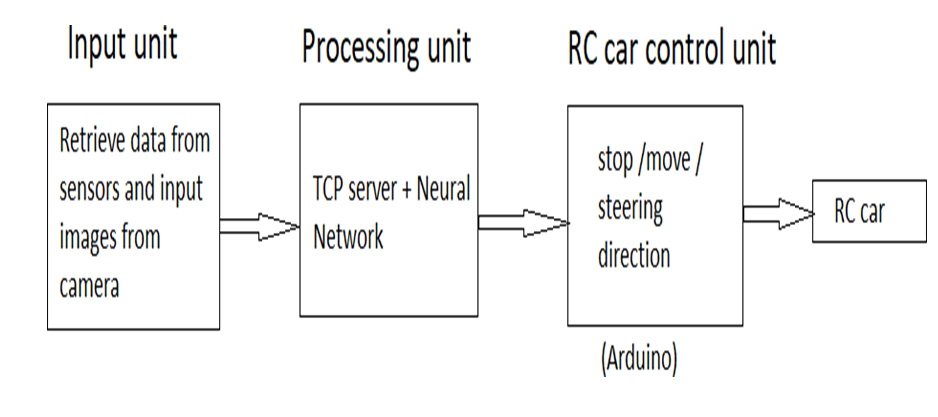 Input unit
Processing unit
RC car control unit
Retrieve data from
sensors and input
images from
camera
TCP server + Neural
Network
stop /move /
steering
direction
RC car
(Arduino)